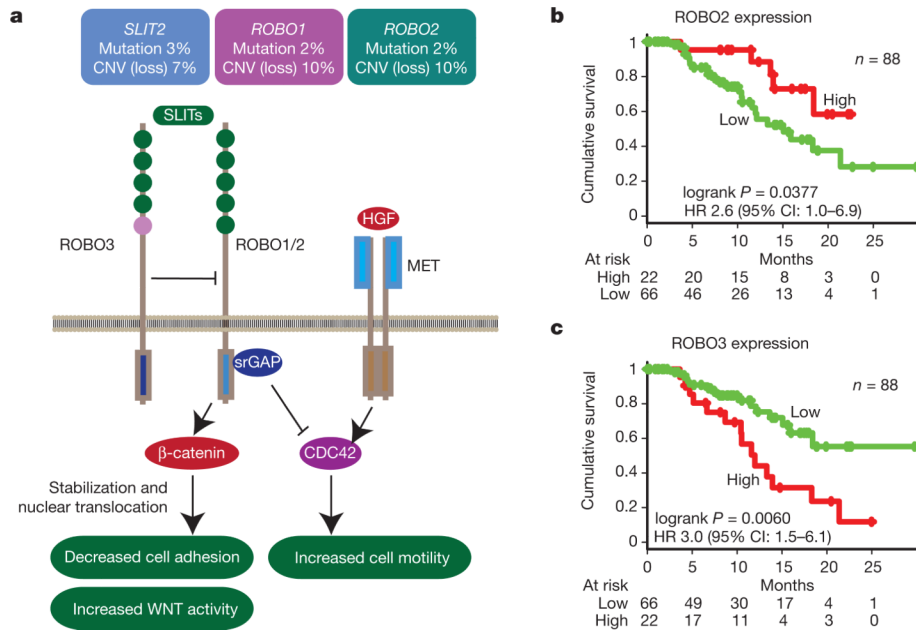 a
SLIT2
Mutation 3%
CNV (loss) 7%
ROBO1
Mutation 2%
CNV (loss) 10%
ROBO2
Mutation 2%
CNV (loss) 10%
SLITs
ROBO3
ROBO1/2
HGF
MET
srGAP
β-catenin
CDC42
Stabilization and
nuclear translocation
Decreased cell adhesion
Increased cell motility
Increased WNT activity
b
ROBO2 expression
Cumulative survival
1
0.8
0.6
0.4
0.2
0
n = 88
High
Low
logrank P = 0.0377
HR 2.6 (95% CI: 1.0–6.9)
0 5 10 15 20 25 30
Months
At risk
High 22 20 15 8 3 0
Low 66 46 26 13 4 1
c
ROBO3 expression
Cumulative survival
1
0.8
0.6
0.4
0.2
0
n = 88
Low
High
logrank P = 0.0060
HR 3.0 (95% CI: 1.5–6.1)
0 5 10 15 20 25 30
Months
At risk
Low 66 49 30 17 4 1
High 22 17 11 4 3 0